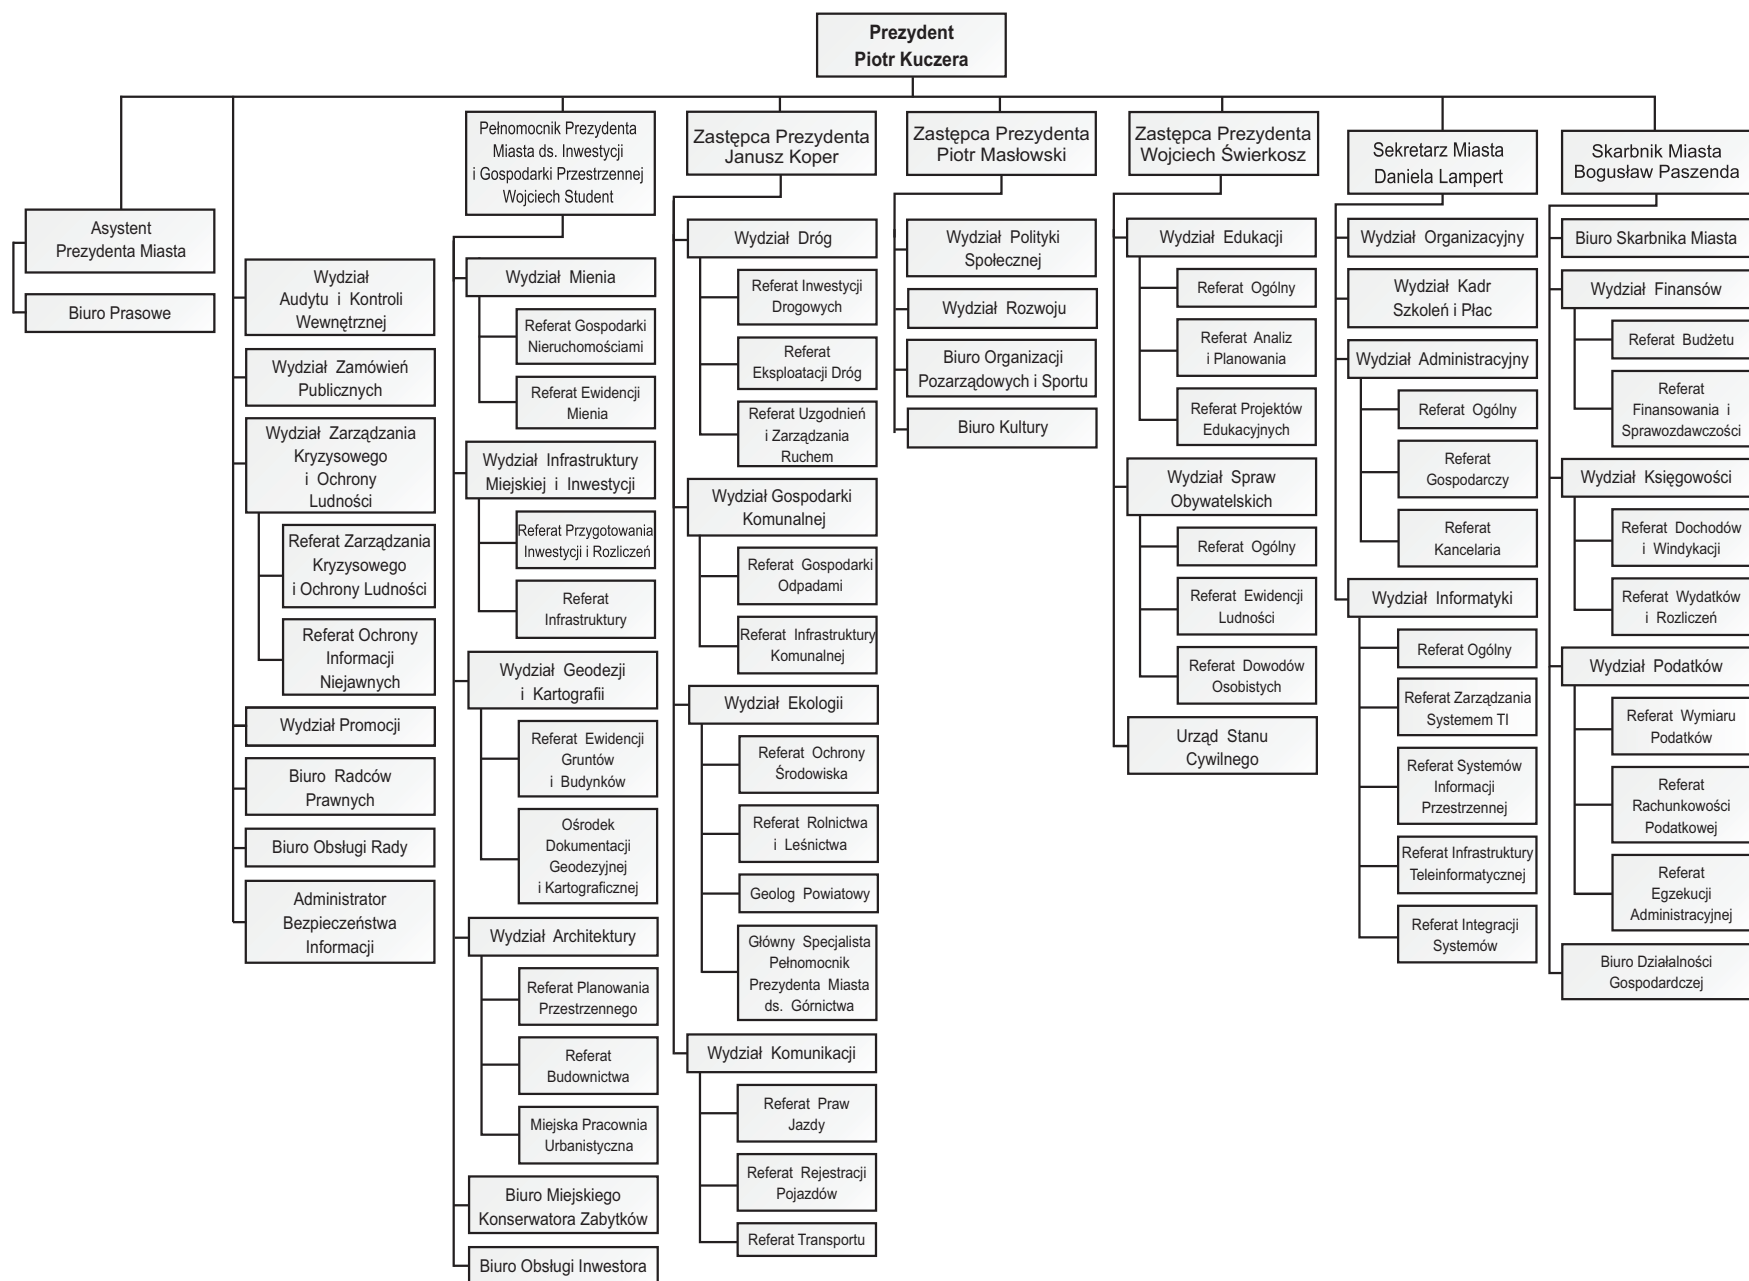 Prezydent
Piotr Kuczera
Asystent
Prezydenta Miasta
Biuro Prasowe
Wydział
Audytu i Kontroli
Wewnętrznej
Wydział Zamówień
Publicznych
Wydział Zarządzania
Kryzysowego
i Ochrony
Ludności
Referat Zarządzania
Kryzysowego
i Ochrony Ludności
Referat Ochrony
Informacji
Niejawnych
Wydział Promocji
Biuro Radców
Prawnych
Biuro Obsługi Rady
Administrator
Bezpieczeństwa
Informacji
Pełnomocnik Prezydenta
Miasta ds. Inwestycji
i Gospodarki Przestrzennej
Wojciech Student
Wydział Mienia
Referat Gospodarki
Nieruchomościami
Referat Ewidencji
Mienia
Wydział Infrastruktury
Miejskiej i Inwestycji
Referat Przygotowania
Inwestycji i Rozliczeń
Referat
Infrastruktury
Wydział Geodezji
i Kartografii
Referat Ewidencji
Gruntów
i Budynków
Ośrodek
Dokumentacji
Geodezyjnej
i Kartograficznej
Wydział Architektury
Referat Planowania
Przestrzennego
Referat
Budownictwa
Miejska Pracownia
Urbanistyczna
Biuro Miejskiego
Konserwatora Zabytków
Biuro Obsługi Inwestora
Zastępca Prezydenta
Janusz Koper
Wydział Dróg
Referat Inwestycji
Drogowych
Referat
Eksploatacji Dróg
Referat Uzgodnień
i Zarządzania
Ruchem
Wydział Gospodarki
Komunalnej
Referat Gospodarki
Odpadami
Referat Infrastruktury
Komunalnej
Wydział Ekologii
Referat Ochrony
Środowiska
Referat Rolnictwa
i Leśnictwa
Geolog Powiatowy
Główny Specjalista
Pełnomocnik
Prezydenta Miasta
ds. Górnictwa
Wydział Komunikacji
Referat Praw
Jazdy
Referat Rejestracji
Pojazdów
Referat Transportu
Zastępca Prezydenta
Piotr Masłowski
Wydział Polityki
Społecznej
Wydział Rozwoju
Biuro Organizacji
Pozarządowych i Sportu
Biuro Kultury
Zastępca Prezydenta
Wojciech Świerkosz
Wydział Edukacji
Referat Ogólny
Referat Analiz
i Planowania
Referat Projektów
Edukacyjnych
Wydział Spraw
Obywatelskich
Referat Ogólny
Referat Ewidencji
Ludności
Referat Dowodów
Osobistych
Urząd Stanu
Cywilnego
Sekretarz Miasta
Daniela Lampert
Wydział Organizacyjny
Wydział Kadr
Szkoleń i Płac
Wydział Administracyjny
Referat Ogólny
Referat
Gospodarczy
Referat
Kancelaria
Wydział Informatyki
Referat Ogólny
Referat Zarządzania
Systemem TI
Referat Systemów
Informacji
Przestrzennej
Referat Infrastruktury
Teleinformatycznej
Referat Integracji
Systemów
Skarbnik Miasta
Bogusław Paszenda
Biuro Skarbnika Miasta
Wydział Finansów
Referat Budżetu
Referat
Finansowania i
Sprawozdawczości
Wydział Księgowości
Referat Dochodów
i Windykacji
Referat Wydatków
i Rozliczeń
Wydział Podatków
Referat Wymiaru
Podatków
Referat
Rachunkowości
Podatkowej
Referat
Egzekucji
Administracyjnej
Biuro Działalności
Gospodardczej